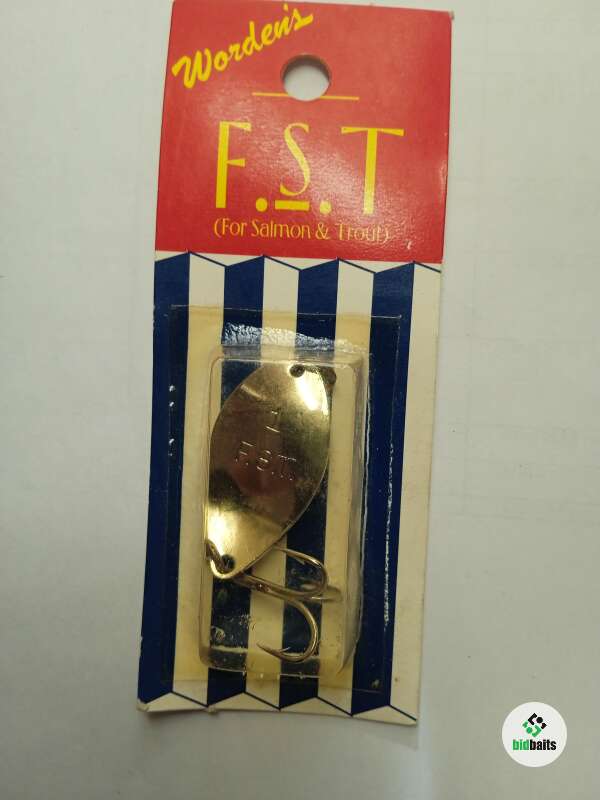 Worden's
F.S.T
(For Salmon & Trout)
1
F.S.T.
bidbaits